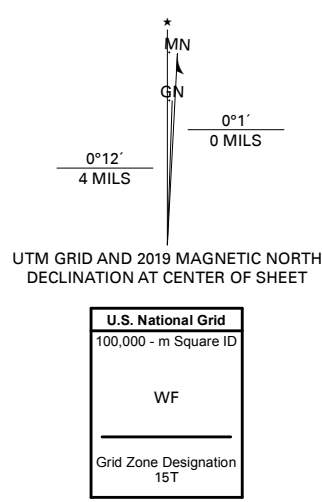 MN
GN
0°1´
0 MILS
0°12´
4 MILS
UTM GRID AND 2019 MAGNETIC NORTH
DECLINATION AT CENTER OF SHEET
U.S. National Grid
100,000 - m Square ID
WF
Grid Zone Designation
15T